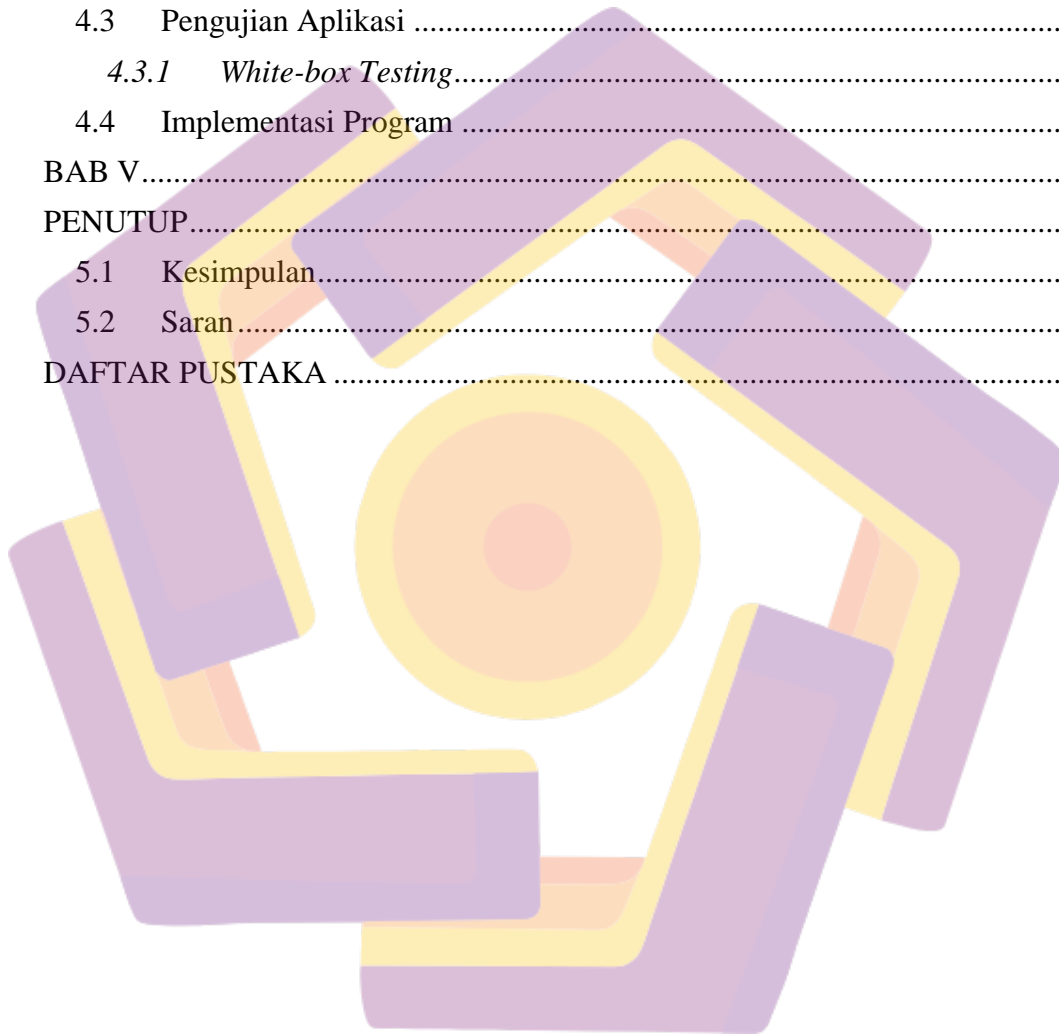 4.3 Pengujian Aplikasi ........................................................................................
4.3.1 White-box Testing...................................................................................
4.4 Implementasi Program ..................................................................................
BAB V..........................................................................................................................
PENUTUP....................................................................................................................
5.1 Kesimpulan....................................................................................................
5.2 Saran ..............................................................................................................
DAFTAR PUSTAKA ..................................................................................................